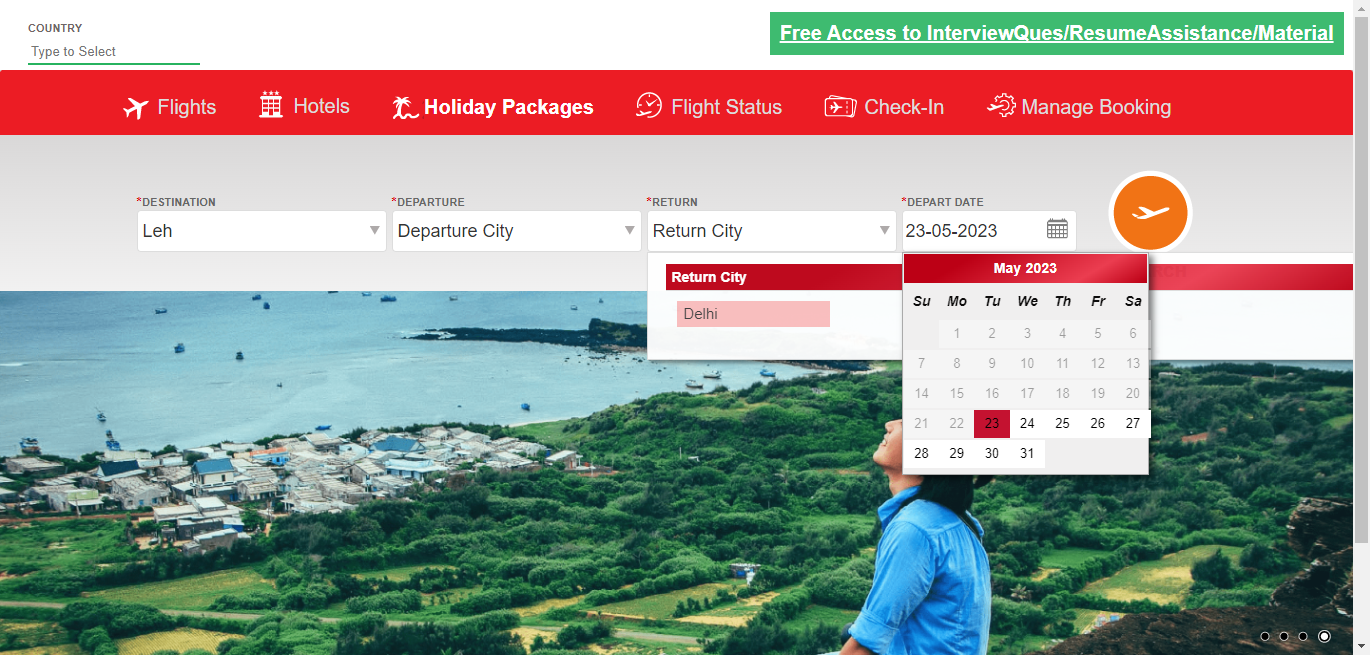 COUNTRY
Type to Select
Free Access to InterviewQues/ResumeAssistance/Material
Flights
Hotels
Holiday Packages
Flight Status
Check-In
Manage Booking
*DESTINATION
*DEPARTURE
*RETURN
*DEPART DATE
Leh
Departure City
Return City
23-05-2023
Return City
Delhi
May 2023
Su Mo Tu We Th Fr Sa
1 2 3 4 5 6
7 8 9 10 11 12 13
14 15 16 17 18 19 20
21 22 23 24 25 26 27
28 29 30 31